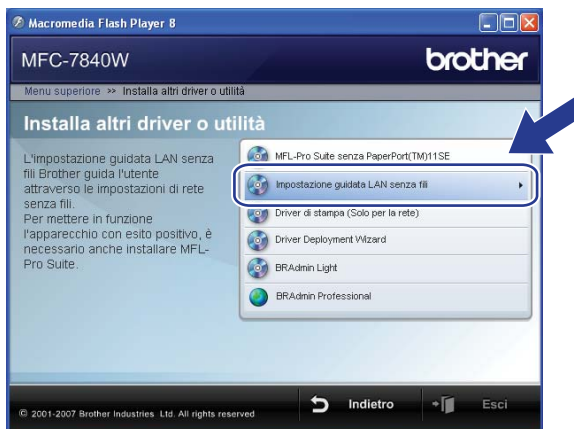 Macromedia Flash Player 8
MFC-7840W
brother
Menu superiore >> Installa altri driver o utilità
Installa altri driver o utilità
L'impostazione guidata LAN senza
fili Brother guida l'utente
attraverso le impostazioni di rete
senza fili.
Per mettere in funzione
l'apparecchio con esito positivo, è
necessario anche installare MFL-
Pro Suite.
MFL-Pro Suite senza PaperPort(TM)11SE
Impostazione guidata LAN senza fili
Driver di stampa (Solo per la rete)
Driver Deployment Wizard
BRAdmin Light
BRAdmin Professional
© 2001-2007 Brother Industries Ltd. All rights reserved
Indietro
Esci